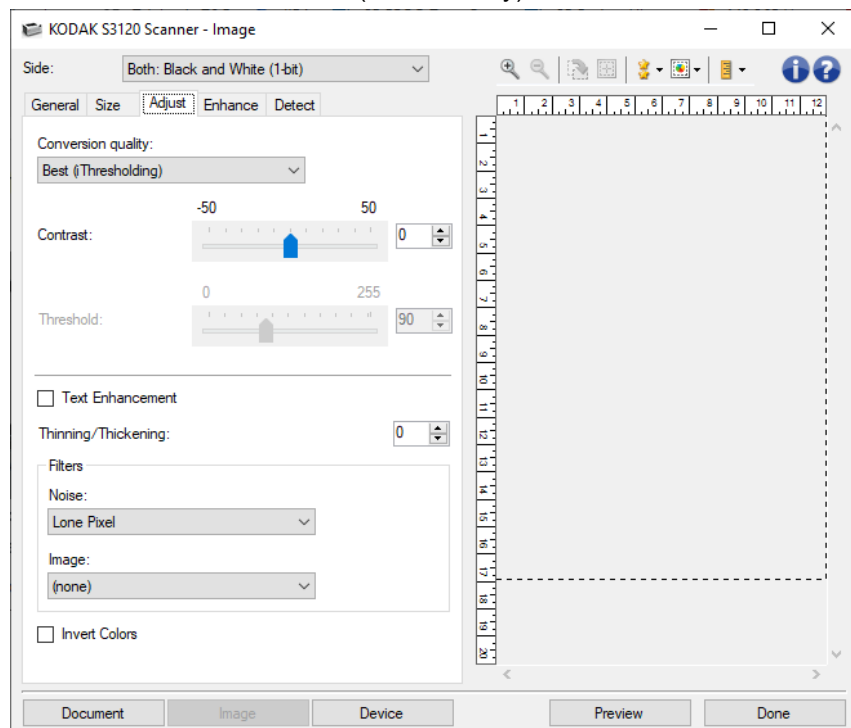 KODAK S3120 Scanner - Image
Side: Both: Black and White (1-bit)
General Size Adjust Enhance Detect
Conversion quality:
Best (iThresholding)
-50 50
Contrast: 0
0 255
Threshold: 90
Text Enhancement
Thinning/Thickening: 0
Filters
Noise:
Lone Pixel
Image:
(none)
Invert Colors
1 2 3 4 5 6 7 8 9 10 11 12
1
2
3
4
5
6
7
8
9
10
11
12
13
14
15
16
17
18
19
20
Document Image Device Preview Done